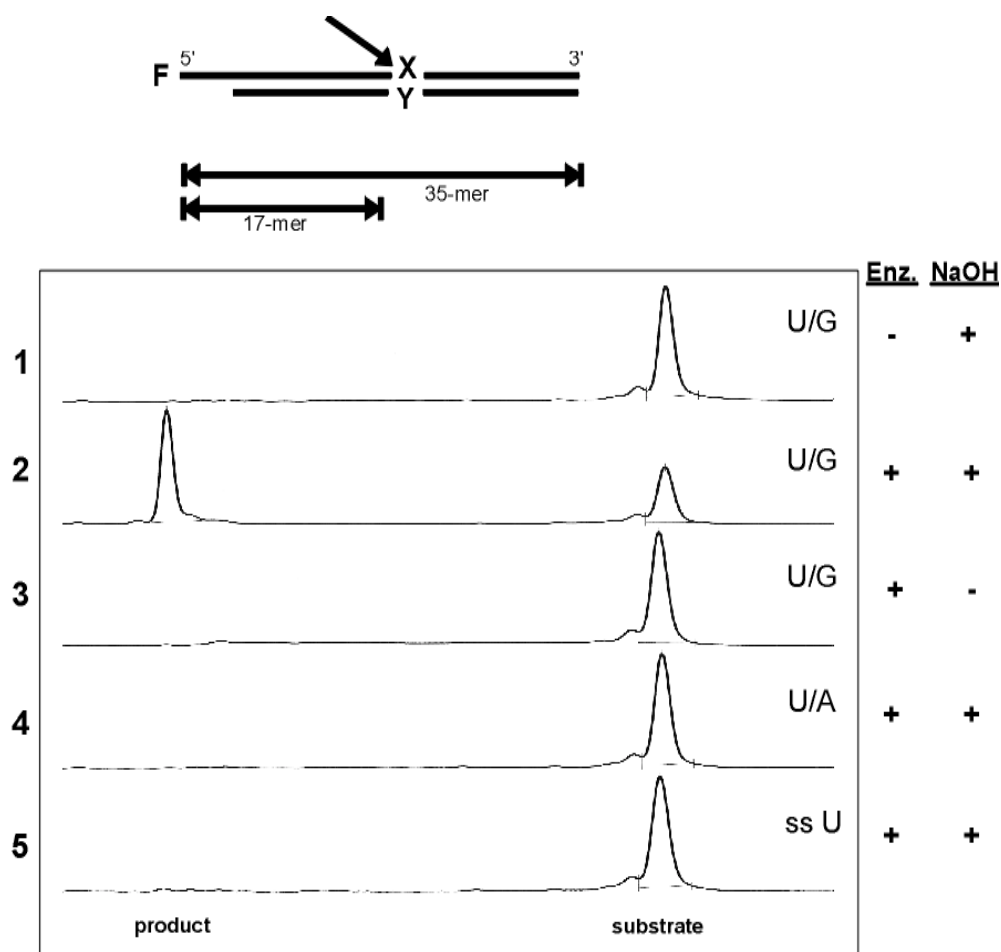 5' 3'
F X
Y
35-mer
17-mer
Enz. NaOH
1 U/G - +
2 U/G + +
3 U/G + -
4 U/A + +
5 ss U + +
product substrate